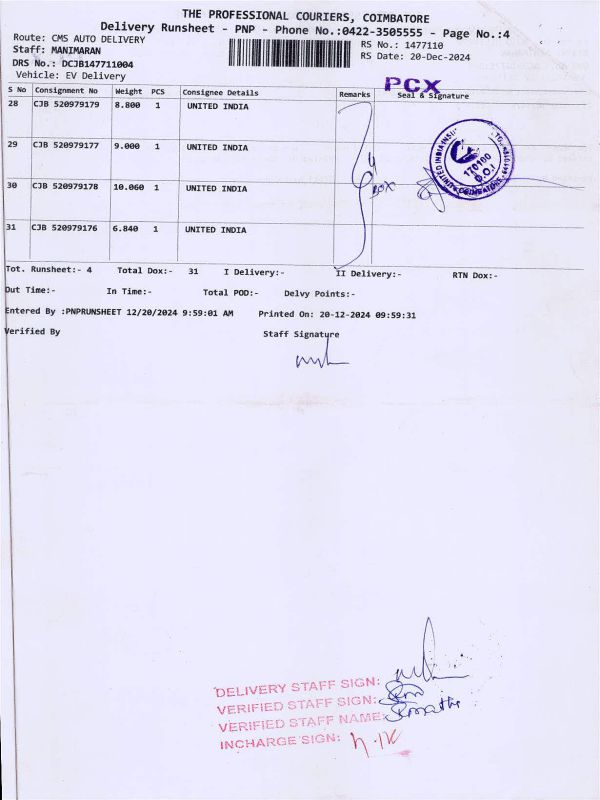 THE PROFESSIONAL COURIERS, COIMBATORE
Delivery Runsheet - PNP - Phone No.:0422-3505555 - Page No.:4
Route: CMS AUTO DELIVERY
RS No.: 1477110
Staff: MANIMARAN
RS Date: 20-Dec-2024
DRS No.: DCJB147711004
Vehicle: EV Delivery
PCX
S No Consignment No Weight PCS Consignee Details Remarks Seal & Signature
28 CJB 520979179 8.800 1 UNITED INDIA
29 CJB 520979177 9.000 1 UNITED INDIA
30 CJB 520979178 10.060 1 UNITED INDIA
31 CJB 520979176 6.840 1 UNITED INDIA
BOX
170100
D.O.I
Tot. Runsheet:- 4 Total Dox:- 31 I Delivery:- II Delivery:- RTN Dox:-
Out Time:- In Time:- Total POD:- Delvy Points:-
Entered By :PNPRUNSHEET 12/20/2024 9:59:01 AM Printed On: 20-12-2024 09:59:31
Verified By Staff Signature
DELIVERY STAFF SIGN:
VERIFIED STAFF SIGN:
VERIFIED STAFF NAME:
INCHARGE SIGN: